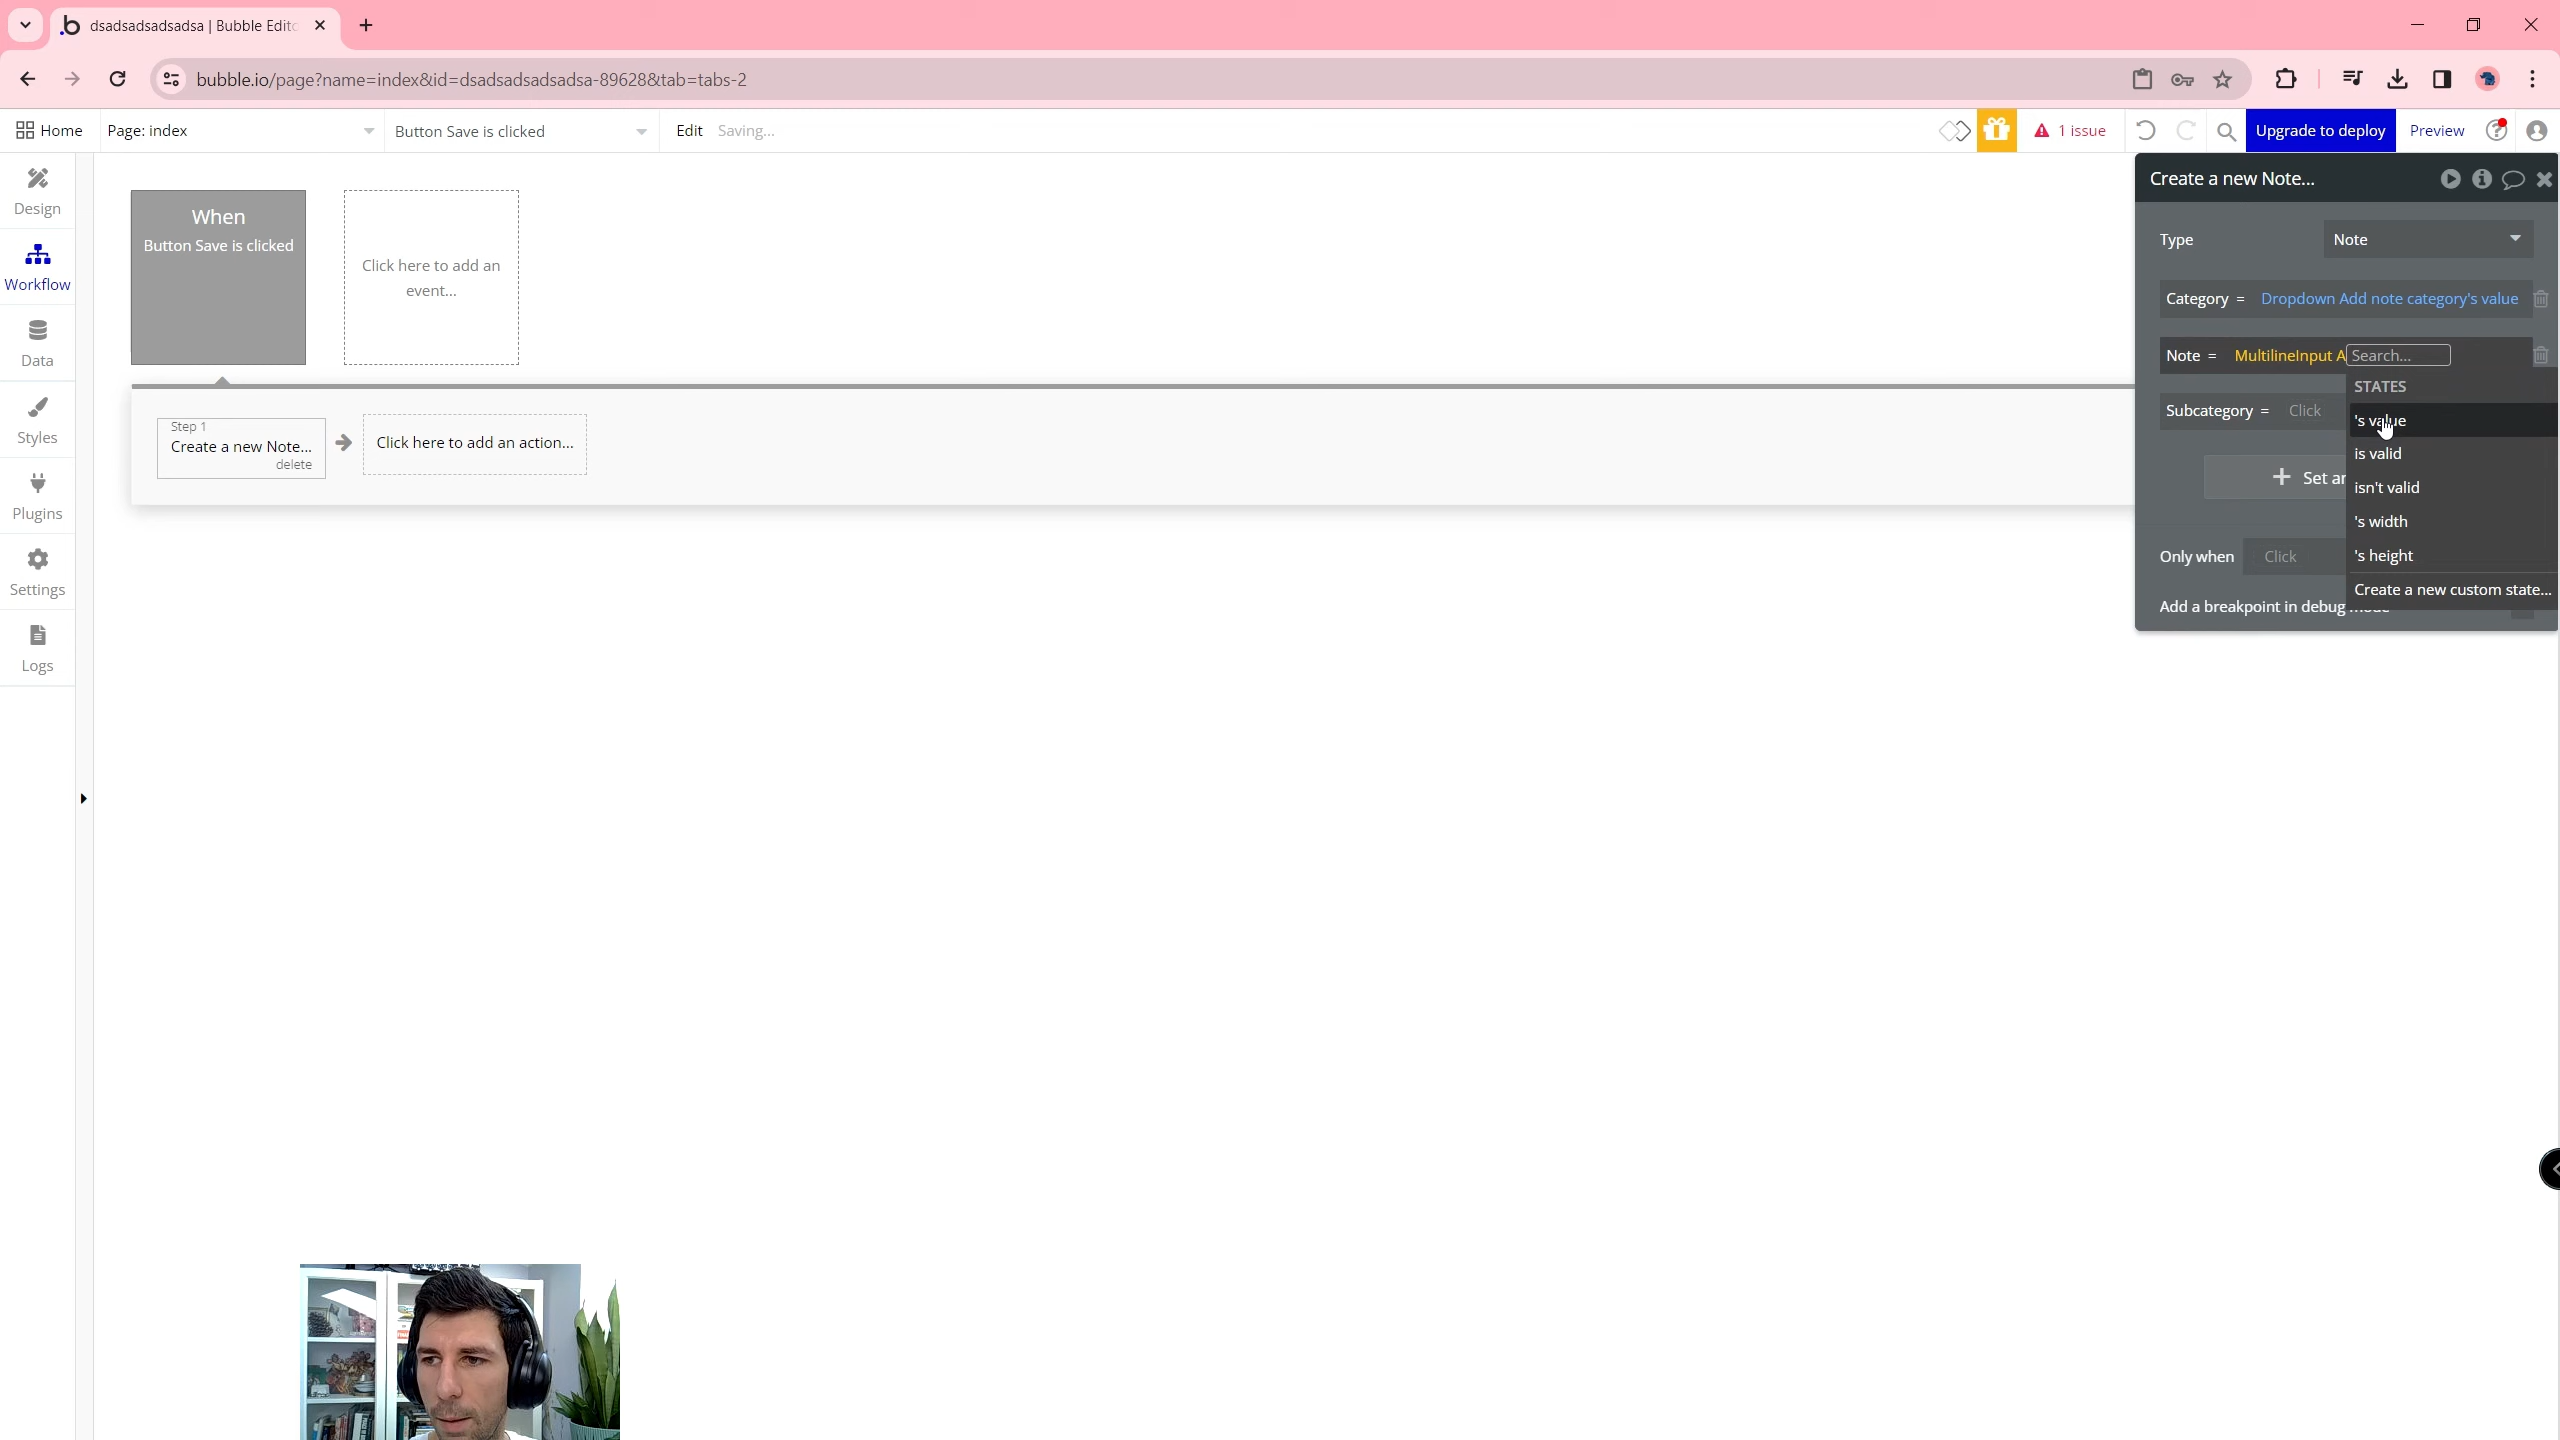 dsadsadsadsadsa | Bubble Edito
bubble.io/page?name=index&id=dsadsadsadsadsa-89628&tab=tabs-2
Home
Page: index
Button Save is clicked
Edit
Saving...
1 issue
Upgrade to deploy
Preview
Design
Workflow
Data
Styles
Plugins
Settings
Logs
When
Button Save is clicked
Click here to add an
event...
Step 1
Create a new Note...
delete
Click here to add an action...
Create a new Note...
Type
Note
Category = Dropdown Add note category's value
Note = MultilineInput A
Search...
STATES
Subcategory = Click
's value
is valid
isn't valid
's width
's height
Create a new custom state...
Set an
Only when
Click
Add a breakpoint in debug